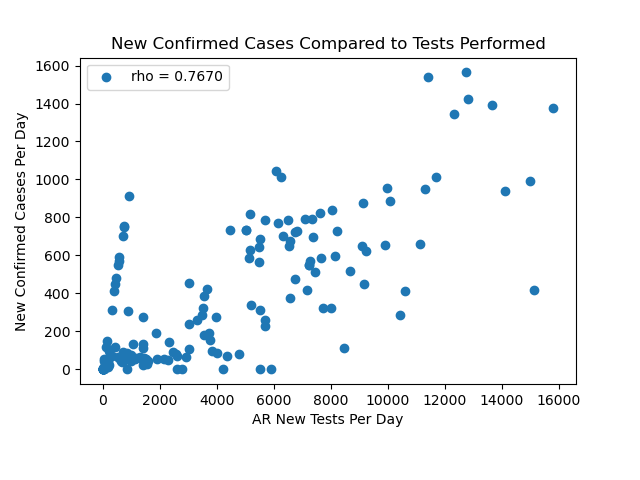 New Confirmed Cases Compared to Tests Performed
rho = 0.7670
New Confirmed Caeses Per Day
1600
1400
1200
1000
800
600
400
200
0
0 2000 4000 6000 8000 10000 12000 14000 16000
AR New Tests Per Day